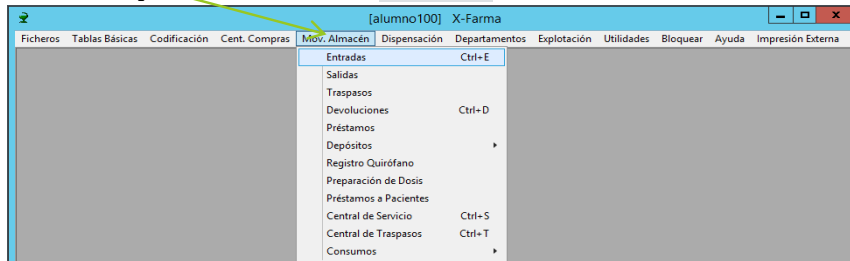 [alumno100] X-Farma
Ficheros Tablas Básicas Codificación Cent. Compras Mov. Almacén Dispensación Departamentos Explotación Utilidades Bloquear Ayuda Impresión Externa
Entradas Ctrl+E
Salidas
Traspasos
Devoluciones Ctrl+D
Préstamos
Depósitos
Registro Quirófano
Preparación de Dosis
Préstamos a Pacientes
Central de Servicio Ctrl+S
Central de Traspasos Ctrl+T
Consumos